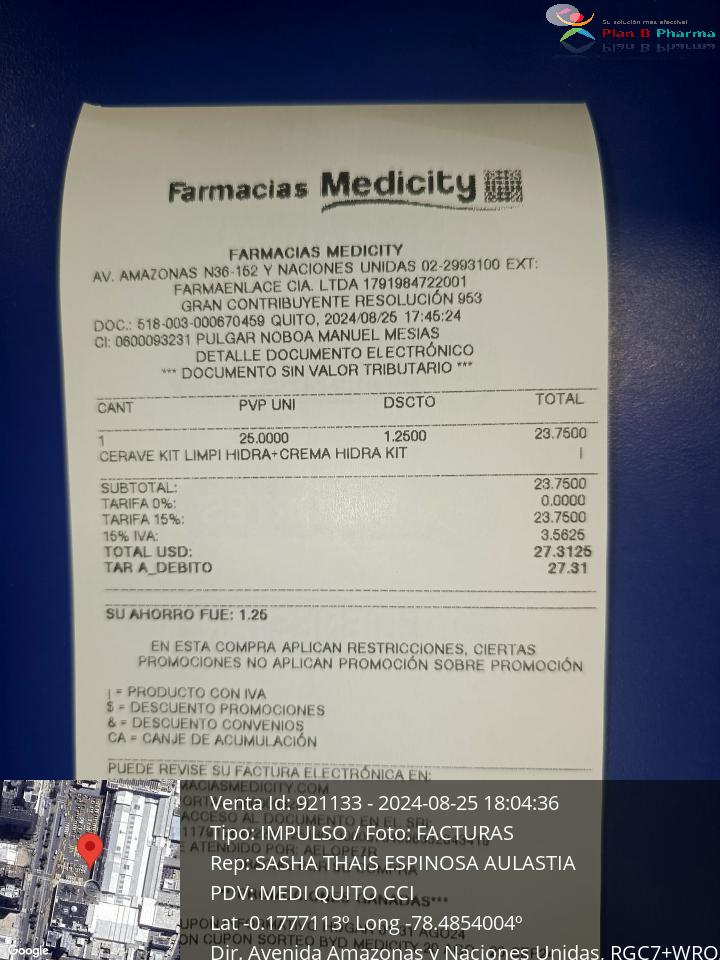 Su solución más efectiva!
Plan B Pharma
Farmacias Medicity
FARMACIAS MEDICITY
AV. AMAZONAS N36-152 Y NACIONES UNIDAS 02-2993100 EXT:
FARMAENLACE CIA. LTDA 1791984722001
GRAN CONTRIBUYENTE RESOLUCIÓN 953
DOC.: 518-003-000670459 QUITO, 2024/08/25 17:45:24
CI: 0600093231 PULGAR NOBOA MANUEL MESIAS
DETALLE DOCUMENTO ELECTRÓNICO
*** DOCUMENTO SIN VALOR TRIBUTARIO ***
CANT PVP UNI DSCTO TOTAL
1 25.0000 1.2500 23.7500
CERAVE KIT LIMPI HIDRA+CREMA HIDRA KIT |
SUBTOTAL: 23.7500
TARIFA 0%: 0.0000
TARIFA 15%: 23.7500
15% IVA: 3.5625
TOTAL USD: 27.3125
TAR A_DEBITO 27.31
SU AHORRO FUE: 1.25
EN ESTA COMPRA APLICAN RESTRICCIONES, CIERTAS
PROMOCIONES NO APLICAN PROMOCIÓN SOBRE PROMOCIÓN
| = PRODUCTO CON IVA
$ = DESCUENTO PROMOCIONES
& = DESCUENTO CONVENIOS
CA = CANJE DE ACUMULACIÓN
PUEDE REVISE SU FACTURA ELECTRÓNICA EN:
Venta Id: 921133 - 2024-08-25 18:04:36
Tipo: IMPULSO / Foto: FACTURAS
Rep: SASHA THAIS ESPINOSA AULASTIA
PDV: MEDI QUITO CCI
Lat -0.1777113º Long -78.4854004º
Dir. Avenida Amazonas y Naciones Unidas, RGC7+WRO
Google